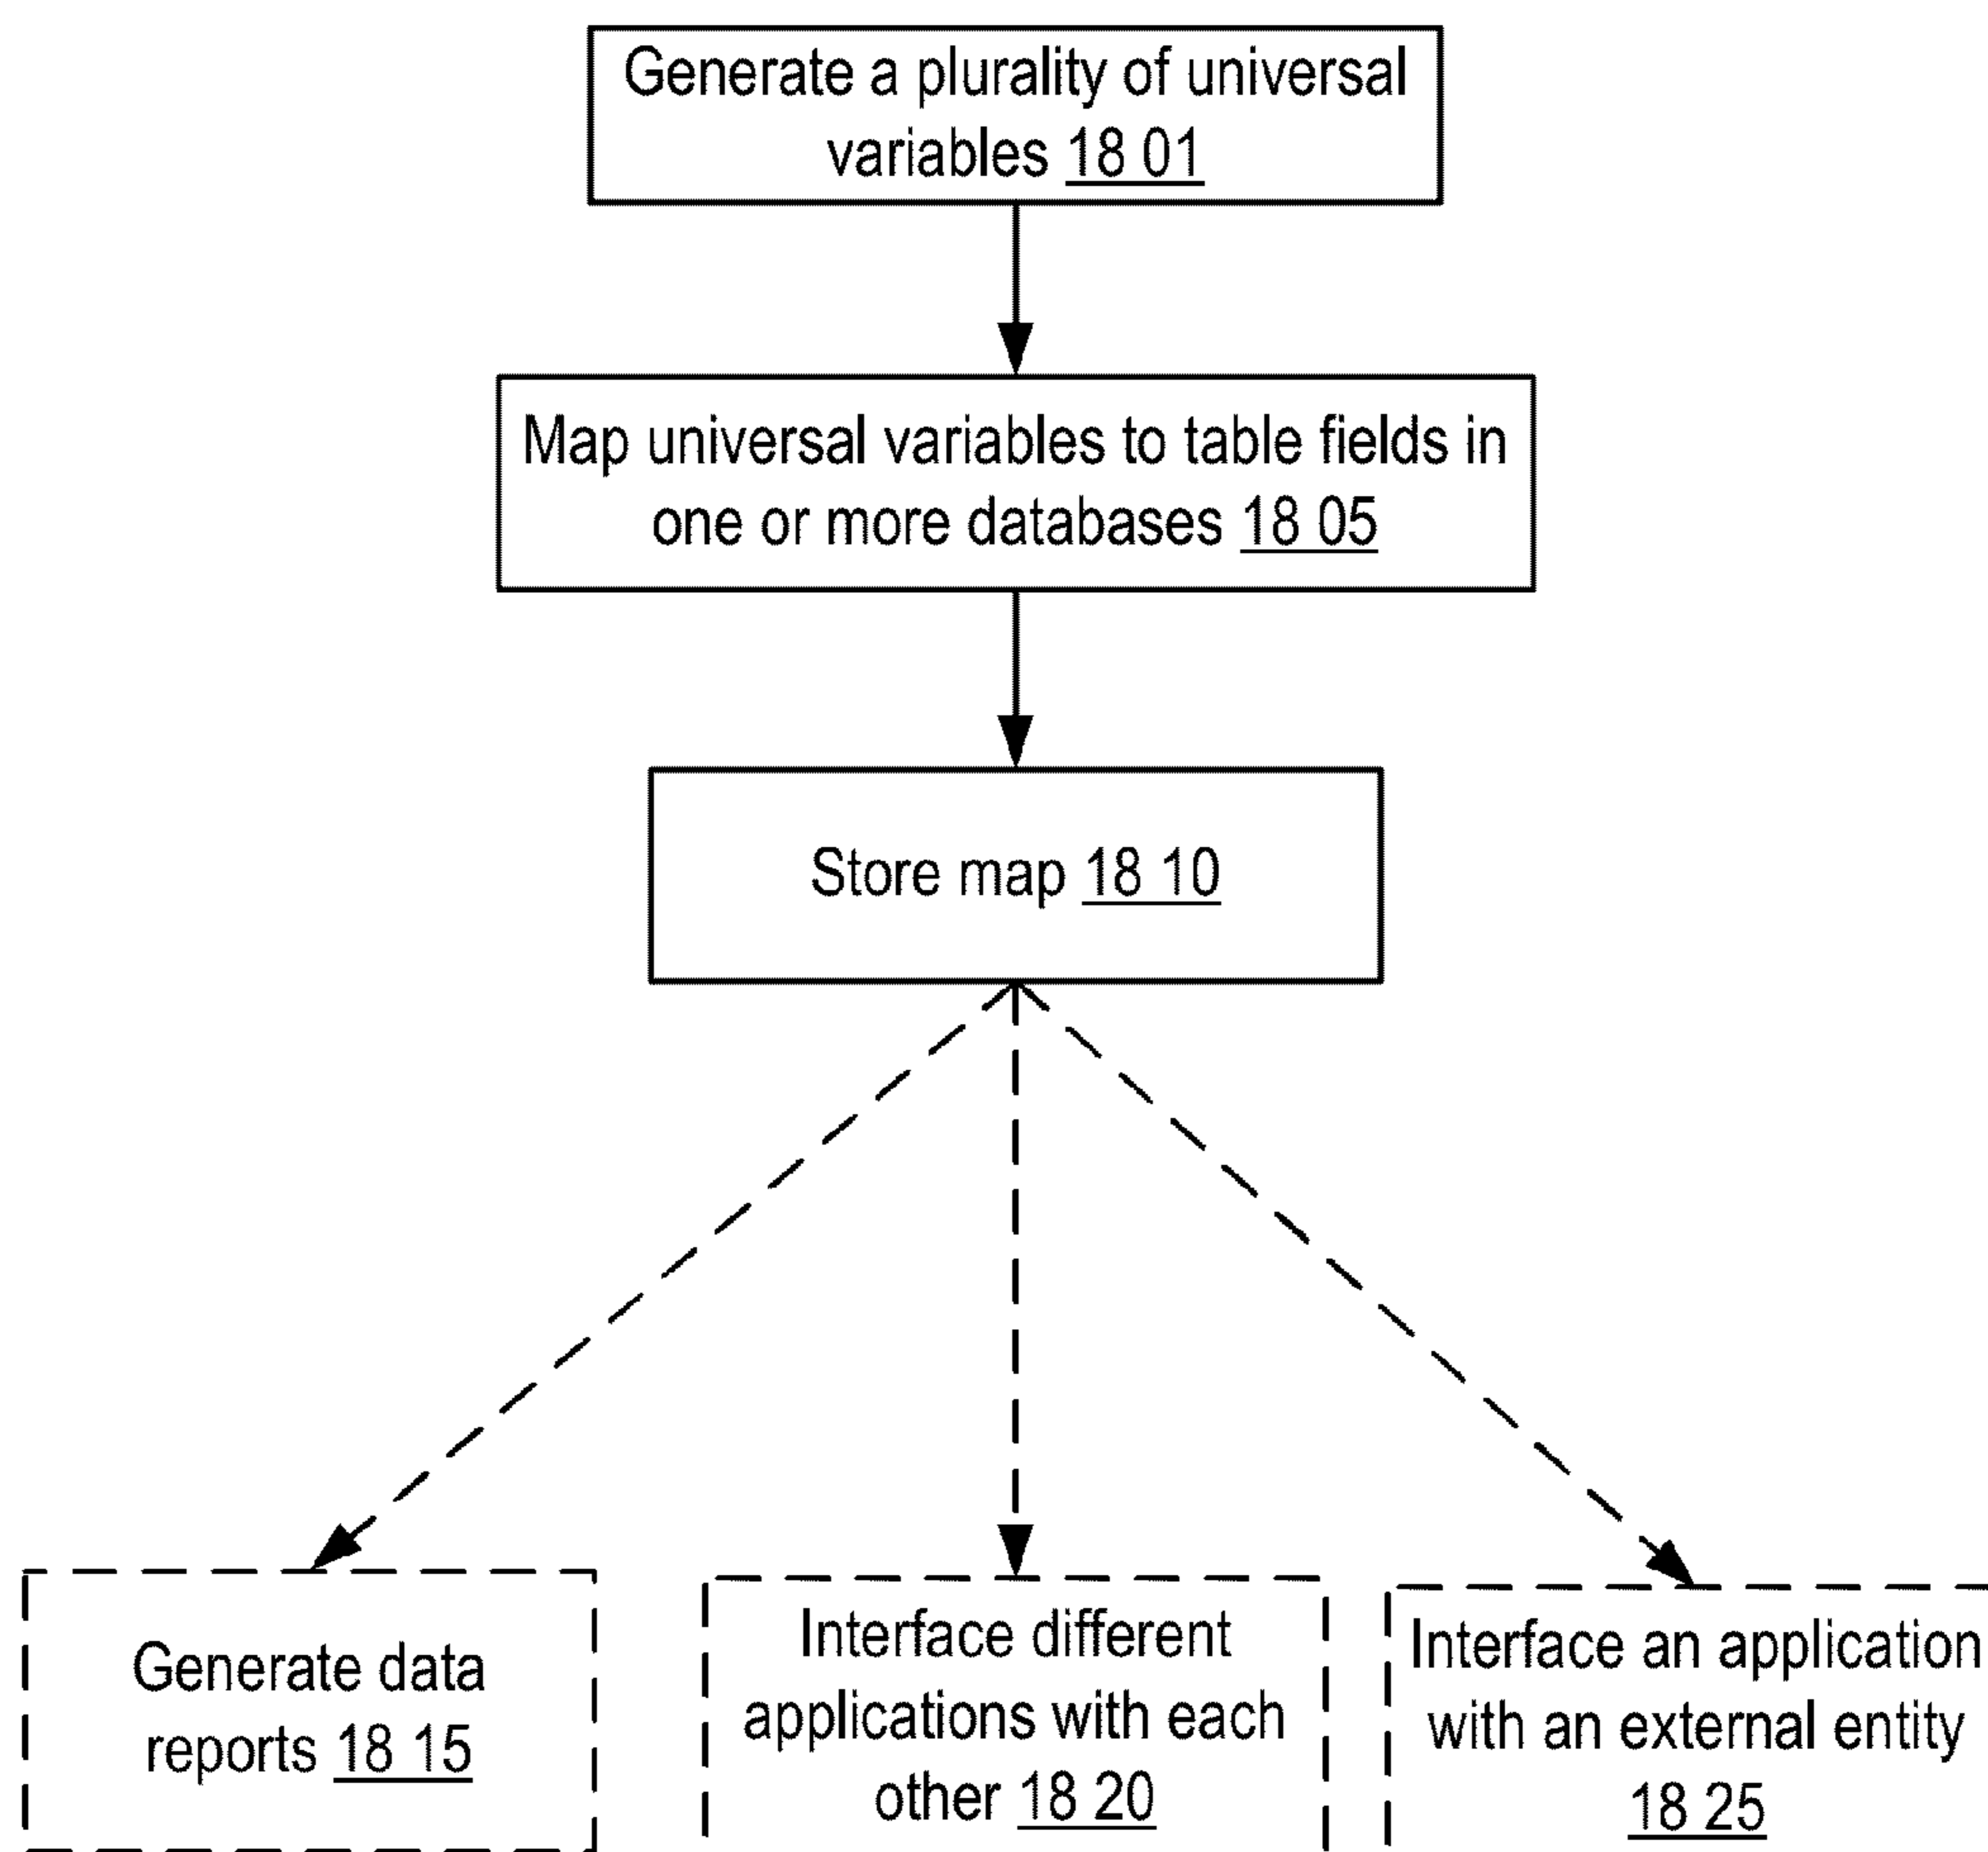 Generate a plurality of universal
variables 18 01
Map universal variables to table fields in
one or more databases 18 05
Store map 18 10
Generate data
reports 18 15
Interface different
applications with each
other 18 20
Interface an application
with an external entity
18 25